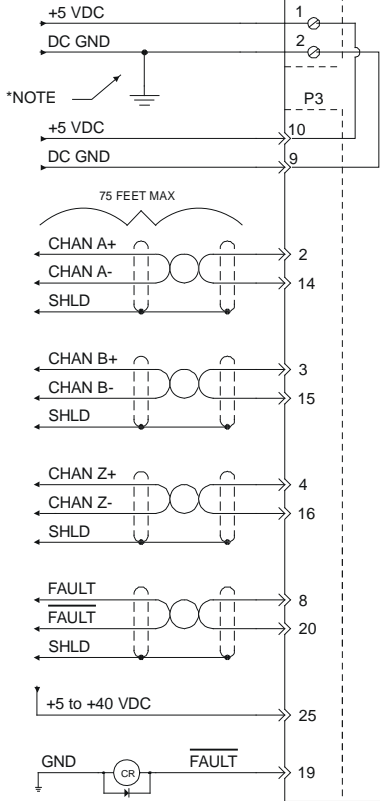 +5 VDC 1
DC GND 2
*NOTE
P3
+5 VDC 10
DC GND 9
75 FEET MAX
CHAN A+ 2
CHAN A- 14
SHLD
CHAN B+ 3
CHAN B- 15
SHLD
CHAN Z+ 4
CHAN Z- 16
SHLD
FAULT 8
F̅A̅U̅L̅T̅ 20
SHLD
+5 to +40 VDC 25
GND CR F̅A̅U̅L̅T̅ 19